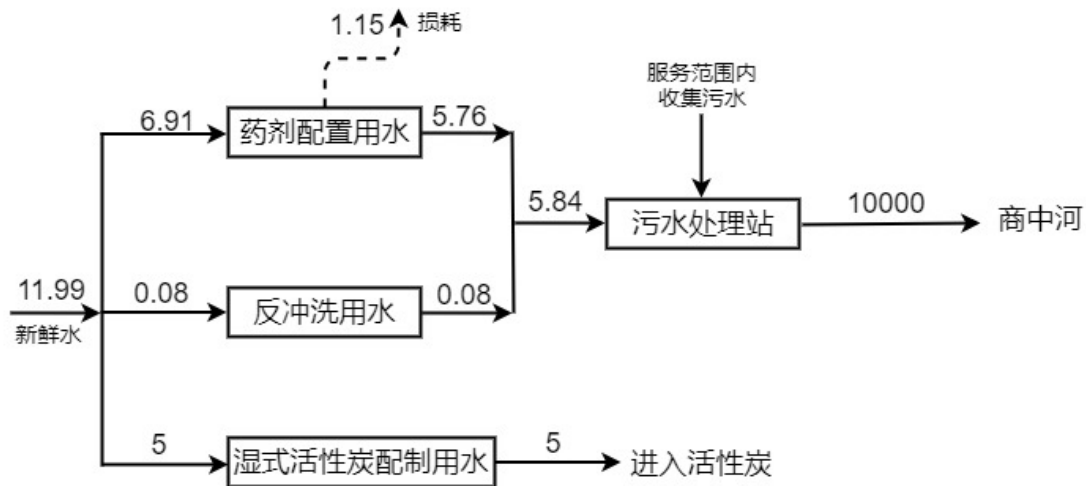 1.15
损耗
服务范围内
收集污水
6.91
药剂配置用水
5.76
5.84
污水处理站
10000
商中河
11.99
新鲜水
0.08
反冲洗用水
0.08
5
湿式活性炭配制用水
5
进入活性炭